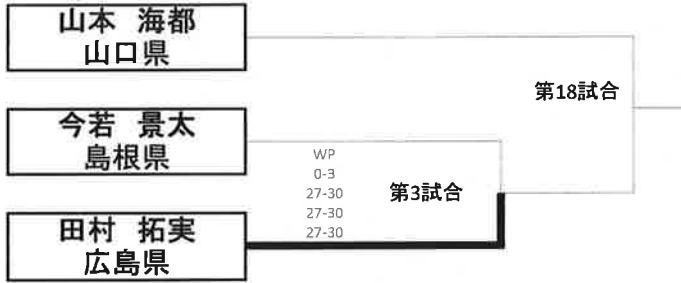 山本 海都
山口県
第18試合
今若 景太
島根県
WP
0-3
27-30
27-30
27-30
第3試合
田村 拓実
広島県